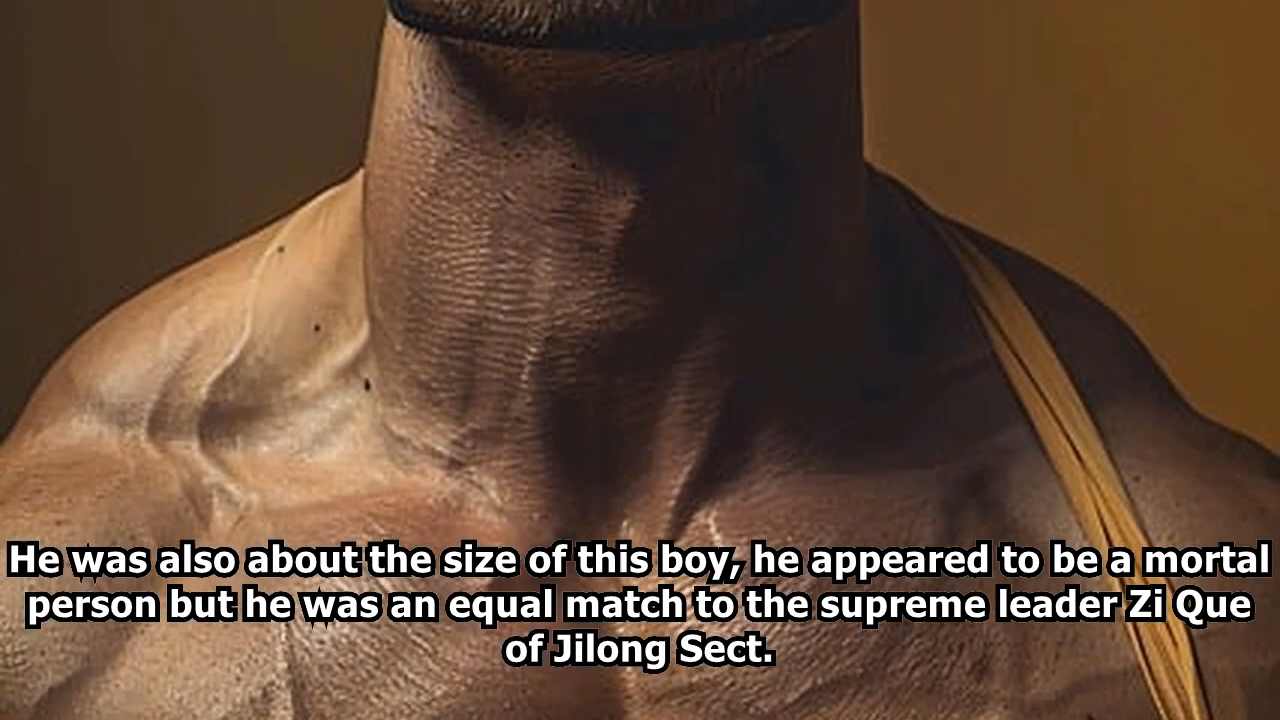 He was also about the size of this boy, he appeared to be a mortal
person but he was an equal match to the supreme leader Zi Que
of Jilong Sect.